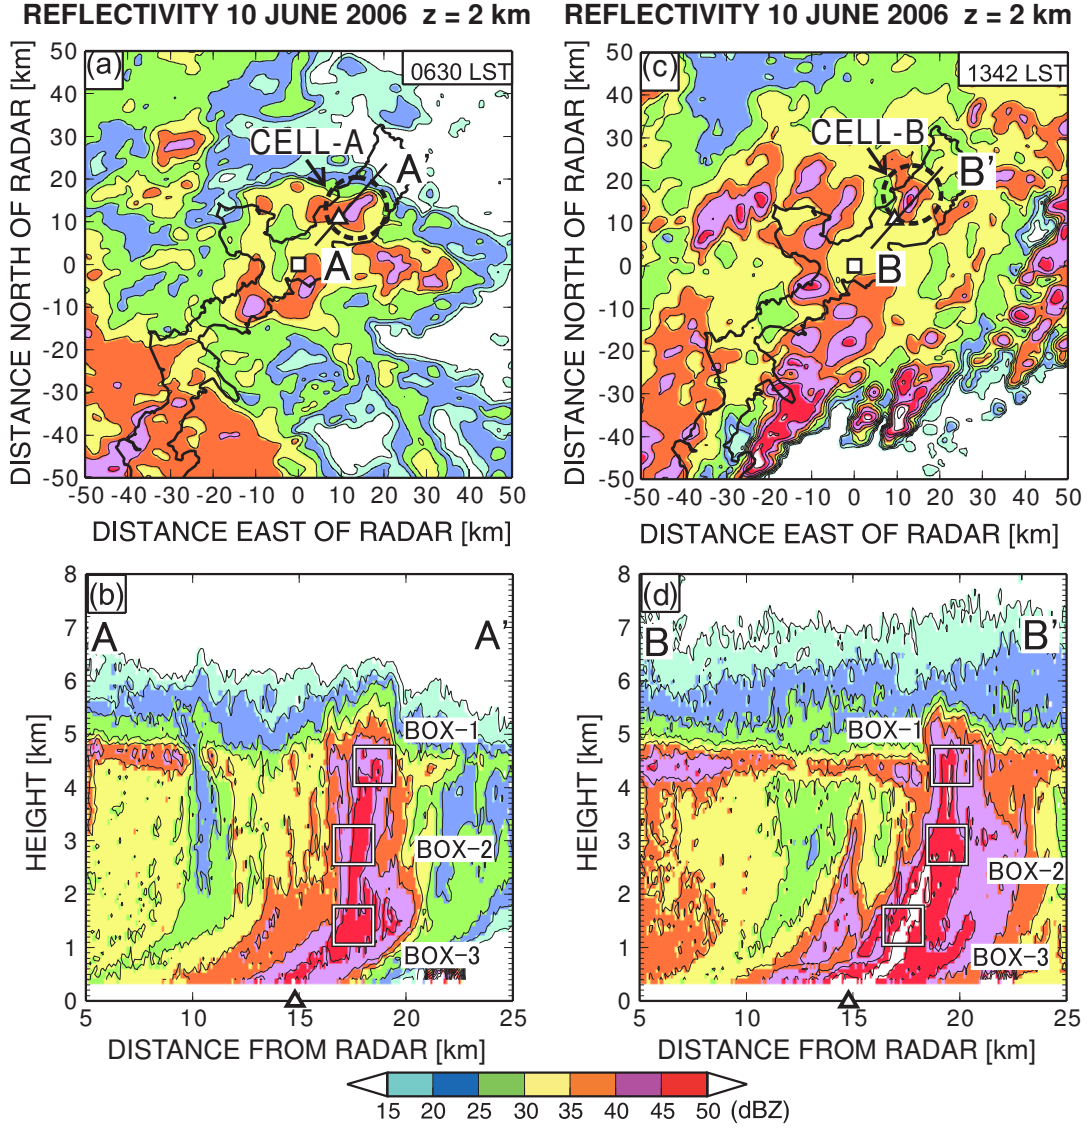 REFLECTIVITY 10 JUNE 2006 z = 2 km
REFLECTIVITY 10 JUNE 2006 z = 2 km
(a)
0630 LST
CELL-A
A'
A
DISTANCE NORTH OF RADAR [km]
50
40
30
20
10
0
-10
-20
-30
-40
-50
-50 -40 -30 -20 -10 0 10 20 30 40 50
DISTANCE EAST OF RADAR [km]
(c)
1342 LST
CELL-B
B'
B
DISTANCE NORTH OF RADAR [km]
50
40
30
20
10
0
-10
-20
-30
-40
-50
-50 -40 -30 -20 -10 0 10 20 30 40 50
DISTANCE EAST OF RADAR [km]
(b)
A
A'
BOX-1
BOX-2
BOX-3
HEIGHT [km]
8
7
6
5
4
3
2
1
0
5 10 15 20 25
DISTANCE FROM RADAR [km]
(d)
B
B'
BOX-1
BOX-2
BOX-3
HEIGHT [km]
8
7
6
5
4
3
2
1
0
5 10 15 20 25
DISTANCE FROM RADAR [km]
15 20 25 30 35 40 45 50 (dBZ)